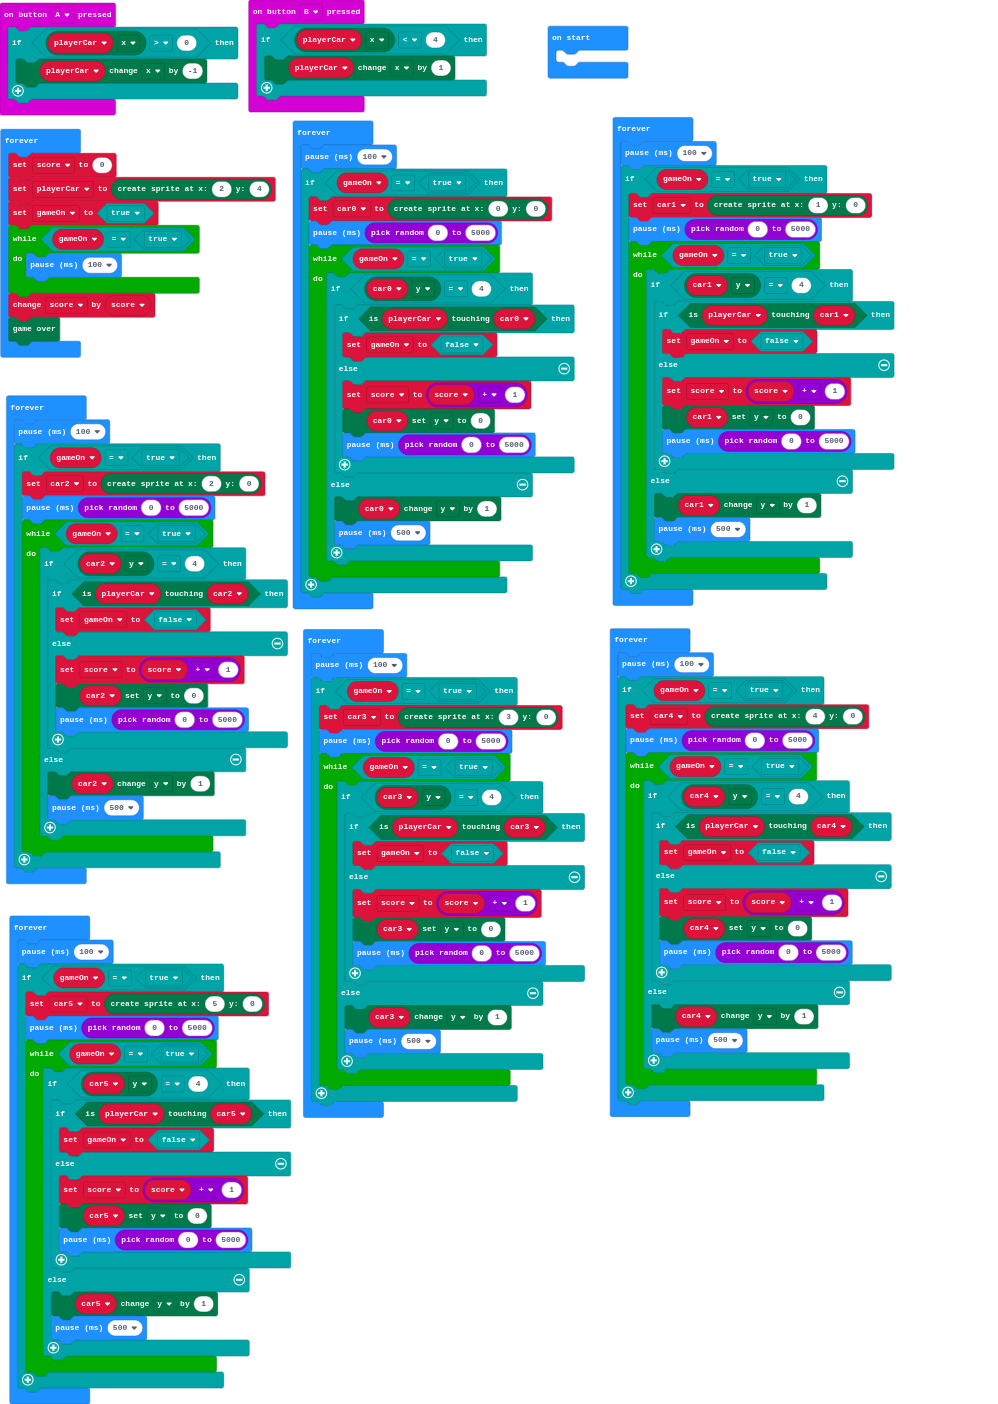 on button A pressed
if playerCar x > 0 then
playerCar change x by -1
on button B pressed
if playerCar x < 4 then
playerCar change x by 1
on start
forever
set score to 0
set playerCar to create sprite at x: 2 y: 4
set gameOn to true
while gameOn = true
do pause (ms) 100
change score by score
game over
forever
pause (ms) 100
if gameOn = true then
set car0 to create sprite at x: 0 y: 0
pause (ms) pick random 0 to 5000
while gameOn = true
do
if car0 y = 4 then
if is playerCar touching car0 then
set gameOn to false
else
set score to score + 1
car0 set y to 0
pause (ms) pick random 0 to 5000
else
car0 change y by 1
pause (ms) 500
forever
pause (ms) 100
if gameOn = true then
set car1 to create sprite at x: 1 y: 0
pause (ms) pick random 0 to 5000
while gameOn = true
do
if car1 y = 4 then
if is playerCar touching car1 then
set gameOn to false
else
set score to score + 1
car1 set y to 0
pause (ms) pick random 0 to 5000
else
car1 change y by 1
pause (ms) 500
forever
pause (ms) 100
if gameOn = true then
set car2 to create sprite at x: 2 y: 0
pause (ms) pick random 0 to 5000
while gameOn = true
do
if car2 y = 4 then
if is playerCar touching car2 then
set gameOn to false
else
set score to score + 1
car2 set y to 0
pause (ms) pick random 0 to 5000
else
car2 change y by 1
pause (ms) 500
forever
pause (ms) 100
if gameOn = true then
set car3 to create sprite at x: 3 y: 0
pause (ms) pick random 0 to 5000
while gameOn = true
do
if car3 y = 4 then
if is playerCar touching car3 then
set gameOn to false
else
set score to score + 1
car3 set y to 0
pause (ms) pick random 0 to 5000
else
car3 change y by 1
pause (ms) 500
forever
pause (ms) 100
if gameOn = true then
set car4 to create sprite at x: 4 y: 0
pause (ms) pick random 0 to 5000
while gameOn = true
do
if car4 y = 4 then
if is playerCar touching car4 then
set gameOn to false
else
set score to score + 1
car4 set y to 0
pause (ms) pick random 0 to 5000
else
car4 change y by 1
pause (ms) 500
forever
pause (ms) 100
if gameOn = true then
set car5 to create sprite at x: 5 y: 0
pause (ms) pick random 0 to 5000
while gameOn = true
do
if car5 y = 4 then
if is playerCar touching car5 then
set gameOn to false
else
set score to score + 1
car5 set y to 0
pause (ms) pick random 0 to 5000
else
car5 change y by 1
pause (ms) 500